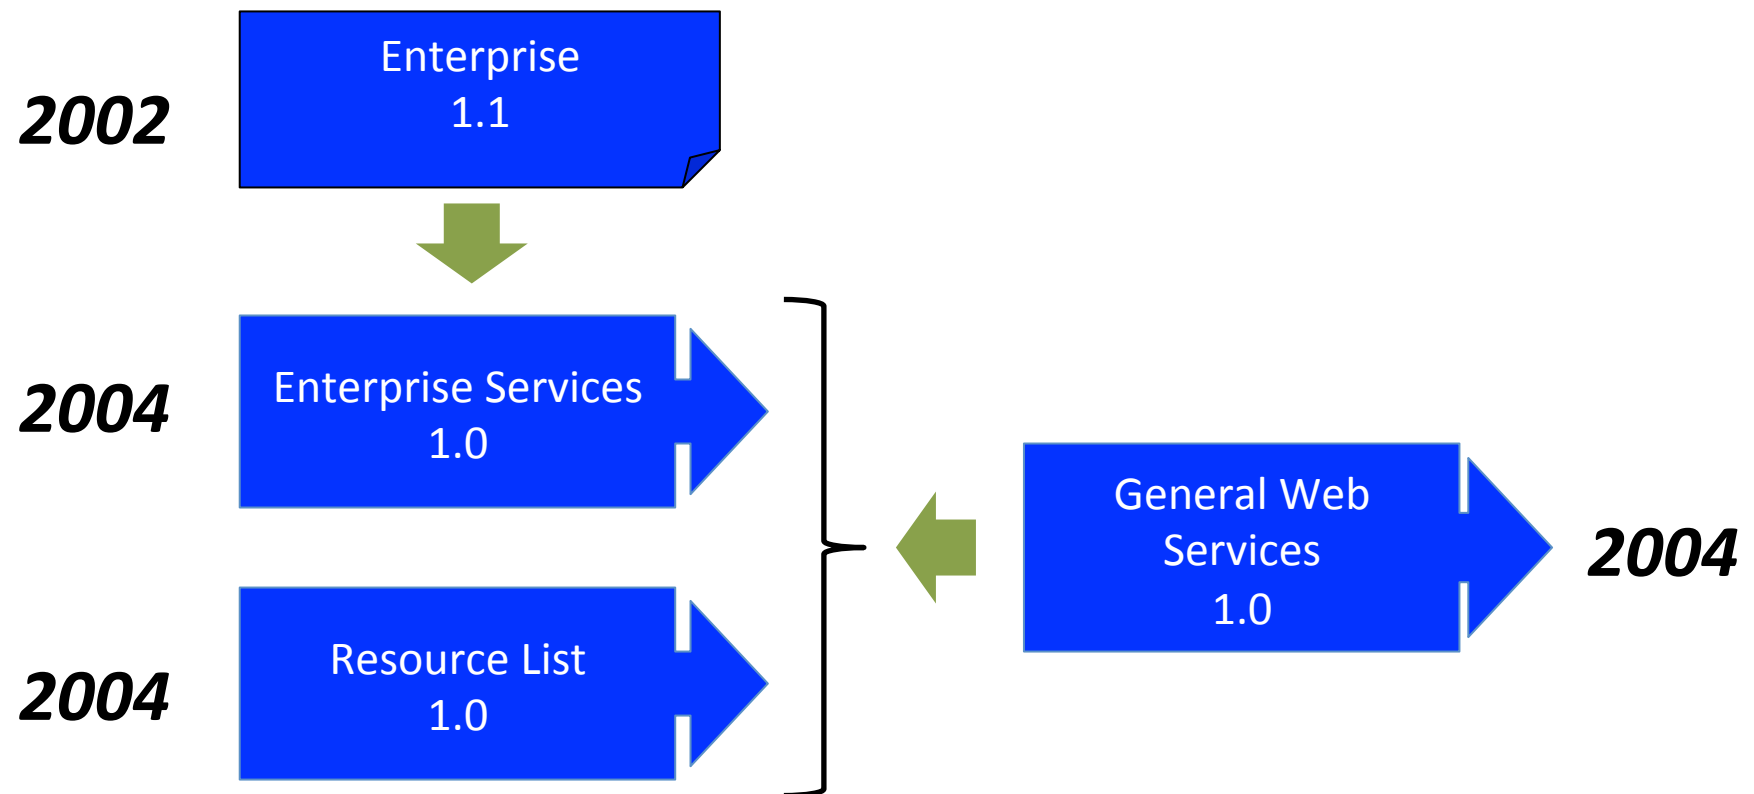 2002
Enterprise
1.1
2004
Enterprise Services
1.0
General Web
Services
1.0
2004
2004
Resource List
1.0